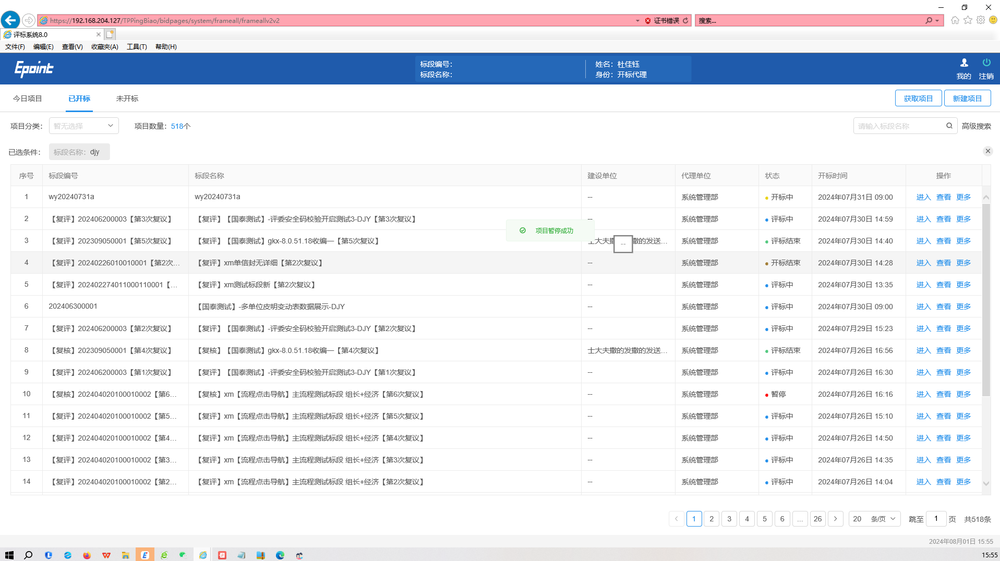 https://192.168.204.127/TPPingBiao/bidpages/system/frameall/frameallv2v2 证书错误 搜索...
评标系统8.0
文件(F) 编辑(E) 查看(V) 收藏夹(A) 工具(T) 帮助(H)
Epoint
标段编号：
标段名称：
姓名：杜佳钰
身份：开标代理
我的 注销
今日项目 已开标 未开标 获取项目 新建项目
项目分类： 暂无选择 项目数量：518个 请输入标段名称 高级搜索
已选条件： 标段名称：djy
序号 标段编号 标段名称 建设单位 代理单位 状态 开标时间 操作
1 wy20240731a wy20240731a -- 系统管理部 开标中 2024年07月31日 09:00 进入 查看 更多
2 【复评】202406200003【第3次复议】 【复评】【国泰测试】-评委安全码校验开启测试3-DJY【第3次复议】 -- 系统管理部 评标中 2024年07月30日 14:59 进入 查看 更多
项目暂停成功
3 【复评】202309050001【第5次复议】 【复评】【国泰测试】gkx-8.0.51.18收编一【第5次复议】 士大夫撒 撒的发送... 系统管理部 评标结束 2024年07月30日 14:40 进入 查看 更多
--
4 【复评】20240226010010001【第2次... 【复评】xm单信封无详细【第2次复议】 -- 系统管理部 开标结束 2024年07月30日 14:28 进入 查看 更多
5 【复评】202402274011000110001【... 【复评】xm测试标段新【第2次复议】 -- 系统管理部 评标中 2024年07月30日 13:35 进入 查看 更多
6 202406300001 【国泰测试】-多单位皮明变动表数据展示-DJY -- 系统管理部 评标中 2024年07月30日 09:00 进入 查看 更多
7 【复评】202406200003【第2次复议】 【复评】【国泰测试】-评委安全码校验开启测试3-DJY【第2次复议】 -- 系统管理部 评标中 2024年07月29日 15:23 进入 查看 更多
8 【复核】202309050001【第4次复议】 【复核】【国泰测试】gkx-8.0.51.18收编一【第4次复议】 士大夫撒的发撒的发送... 系统管理部 评标结束 2024年07月26日 16:56 进入 查看 更多
9 【复评】202406200003【第1次复议】 【复评】【国泰测试】-评委安全码校验开启测试3-DJY【第1次复议】 -- 系统管理部 评标中 2024年07月26日 16:30 进入 查看 更多
10 【复核】202404020100010002【第6... 【复核】xm【流程点击导航】主流程测试标段 组长+经济【第6次复议】 -- 系统管理部 暂停 2024年07月26日 16:16 进入 查看 更多
11 【复评】202404020100010002【第5... 【复评】xm【流程点击导航】主流程测试标段 组长+经济【第5次复议】 -- 系统管理部 评标中 2024年07月26日 15:10 进入 查看 更多
12 【复评】202404020100010002【第4... 【复评】xm【流程点击导航】主流程测试标段 组长+经济【第4次复议】 -- 系统管理部 评标中 2024年07月26日 14:50 进入 查看 更多
13 【复评】202404020100010002【第3... 【复评】xm【流程点击导航】主流程测试标段 组长+经济【第3次复议】 -- 系统管理部 评标中 2024年07月26日 14:35 进入 查看 更多
14 【复评】202404020100010002【第2... 【复评】xm【流程点击导航】主流程测试标段 组长+经济【第2次复议】 -- 系统管理部 评标中 2024年07月26日 14:04 进入 查看 更多
1 2 3 4 5 6 ... 26 20 条/页 跳至 1 页 共518条
2024年08月01日 15:55
15:55